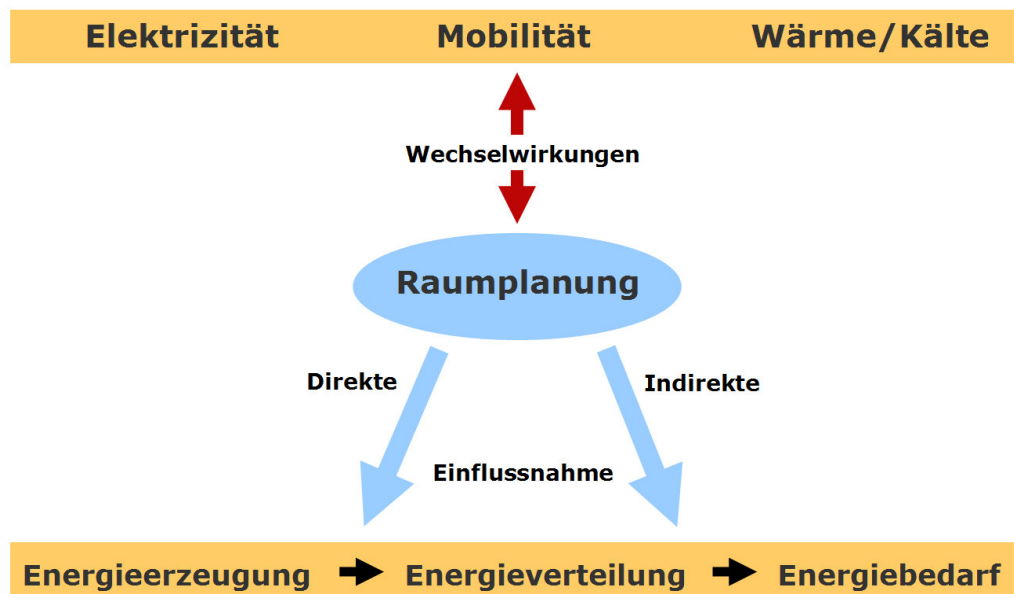 Elektrizität Mobilität Wärme/Kälte
Wechselwirkungen
Raumplanung
Direkte Indirekte
Einflussnahme
Energieerzeugung Energieverteilung Energiebedarf